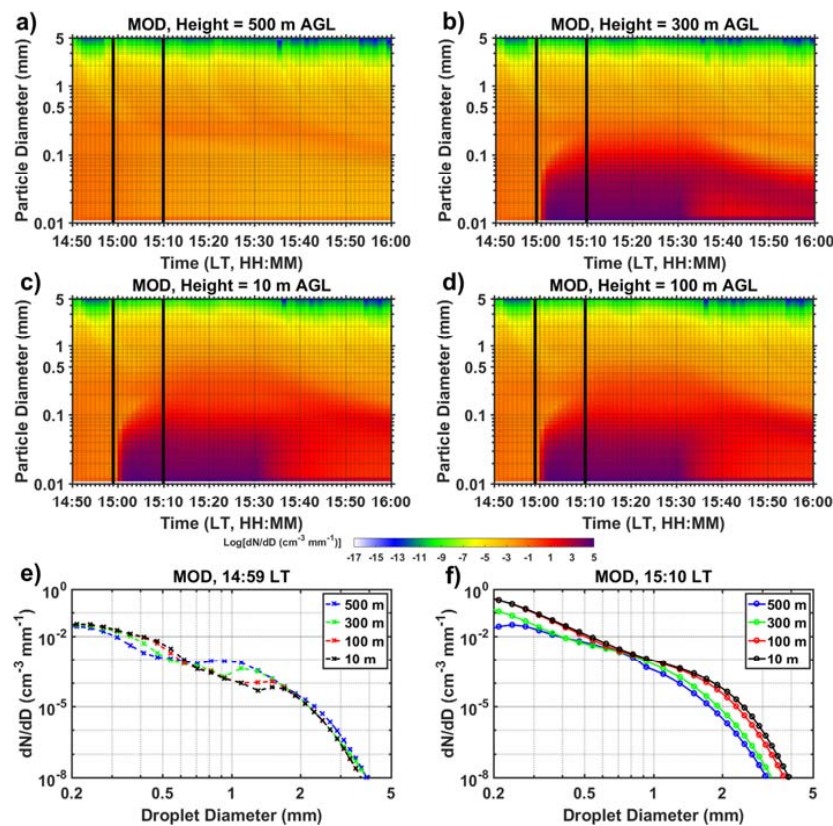 a) MOD, Height = 500 m AGL
Particle Diameter (mm)
5
1
0.5
0.1
0.01
14:50 15:00 15:10 15:20 15:30 15:40 15:50 16:00
Time (LT, HH:MM)
b) MOD, Height = 300 m AGL
Particle Diameter (mm)
5
1
0.5
0.1
0.01
14:50 15:00 15:10 15:20 15:30 15:40 15:50 16:00
Time (LT, HH:MM)
c) MOD, Height = 10 m AGL
Particle Diameter (mm)
5
1
0.5
0.1
0.01
14:50 15:00 15:10 15:20 15:30 15:40 15:50 16:00
Time (LT, HH:MM)
d) MOD, Height = 100 m AGL
Particle Diameter (mm)
5
1
0.5
0.1
0.01
14:50 15:00 15:10 15:20 15:30 15:40 15:50 16:00
Time (LT, HH:MM)
Log[dN/dD (cm⁻³ mm⁻¹)]
-17 -15 -13 -11 -9 -7 -5 -3 -1 1 3 5
e) MOD, 14:59 LT
dN/dD (cm⁻³ mm⁻¹)
10⁰
10⁻²
10⁻⁵
10⁻⁸
500 m
300 m
100 m
10 m
0.2 0.5 1 2 5
Droplet Diameter (mm)
f) MOD, 15:10 LT
dN/dD (cm⁻³ mm⁻¹)
10⁰
10⁻²
10⁻⁵
10⁻⁸
500 m
300 m
100 m
10 m
0.2 0.5 1 2 5
Droplet Diameter (mm)